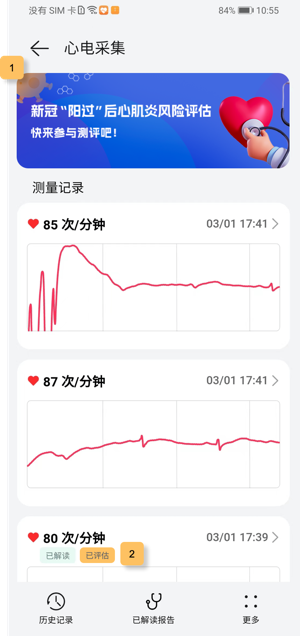 没有 SIM 卡
84% 10:55
心电采集
1
新冠“阳过”后心肌炎风险评估
快来参与测评吧！
测量记录
85 次/分钟 03/01 17:41
87 次/分钟 03/01 17:41
80 次/分钟 03/01 17:39
已解读 已评估 2
历史记录 已解读报告 更多